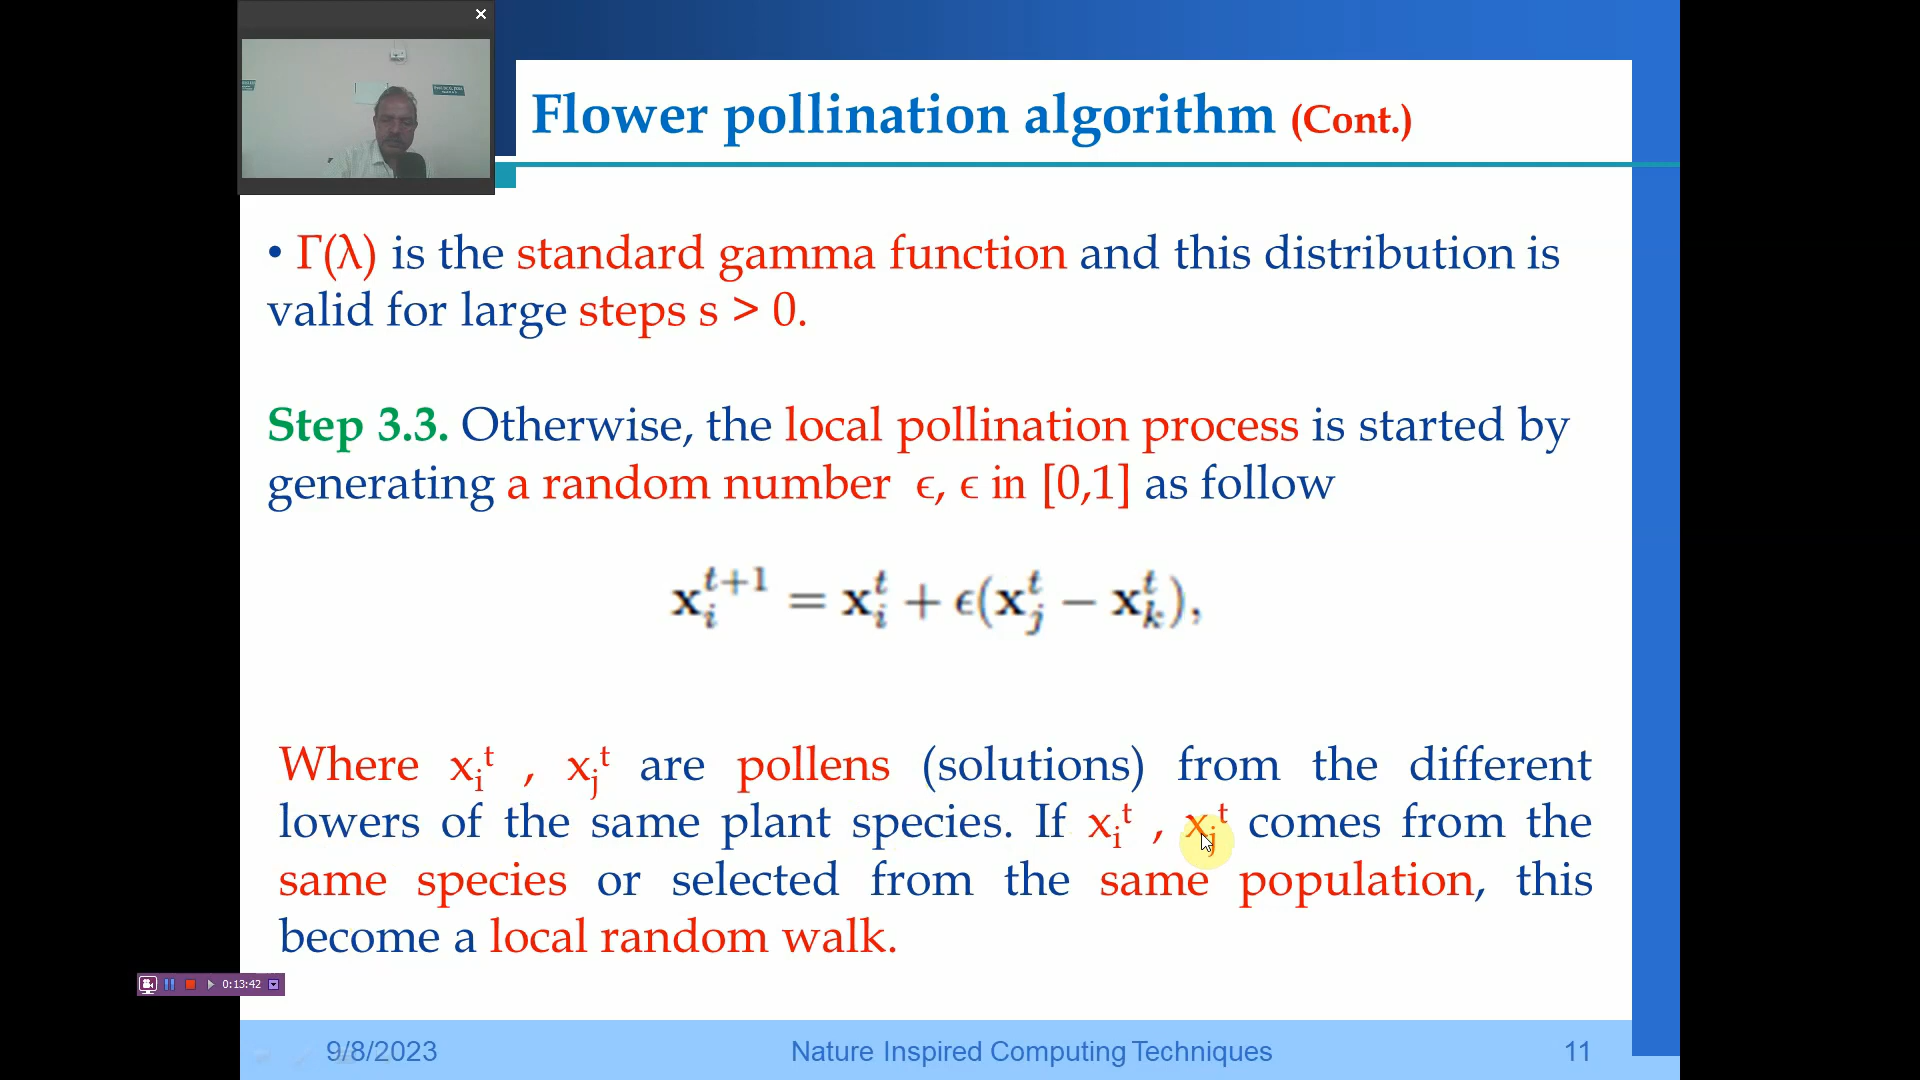 Flower pollination algorithm (Cont.)
• Γ(λ) is the standard gamma function and this distribution is
valid for large steps s > 0.
Step 3.3. Otherwise, the local pollination process is started by
generating a random number ϵ, ϵ in [0,1] as follow
x_i^{t+1} = x_i^t + ϵ(x_j^t − x_k^t),
Where x_i^t , x_j^t are pollens (solutions) from the different
lowers of the same plant species. If x_i^t , x_j^t comes from the
same species or selected from the same population, this
become a local random walk.
0:13:42
9/8/2023
Nature Inspired Computing Techniques
11